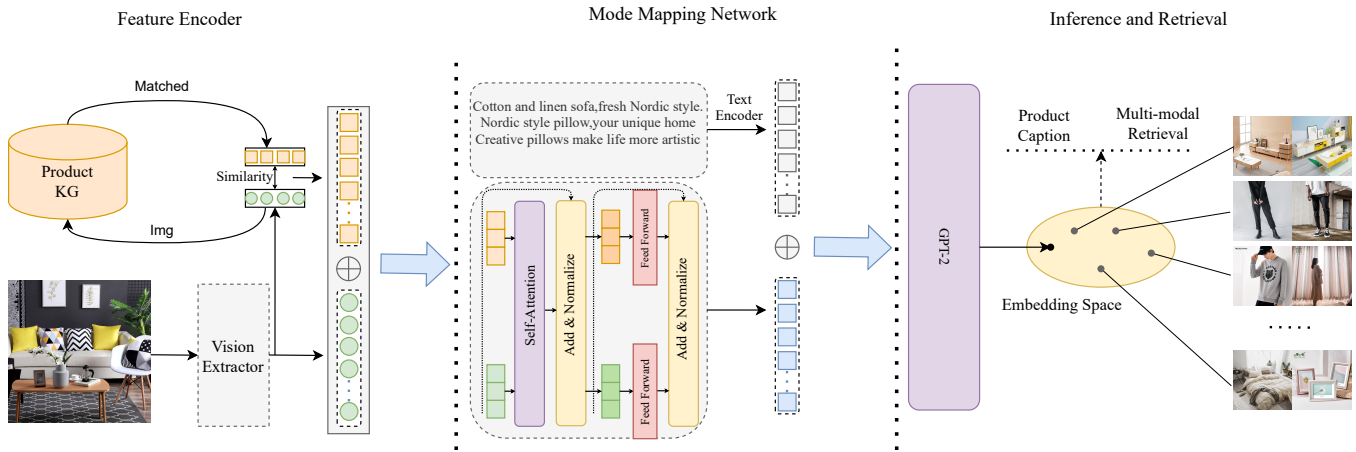 Feature Encoder
Mode Mapping Network
Inference and Retrieval
Matched
Product
KG
Similarity
Img
Vision
Extractor
Cotton and linen sofa,fresh Nordic style.
Nordic style pillow,your unique home
Creative pillows make life more artistic
Text
Encoder
Self-Attention
Add & Normalize
Feed Forward
Feed Forward
Add & Normalize
GPT-2
Product
Caption
Multi-modal
Retrieval
Embedding Space